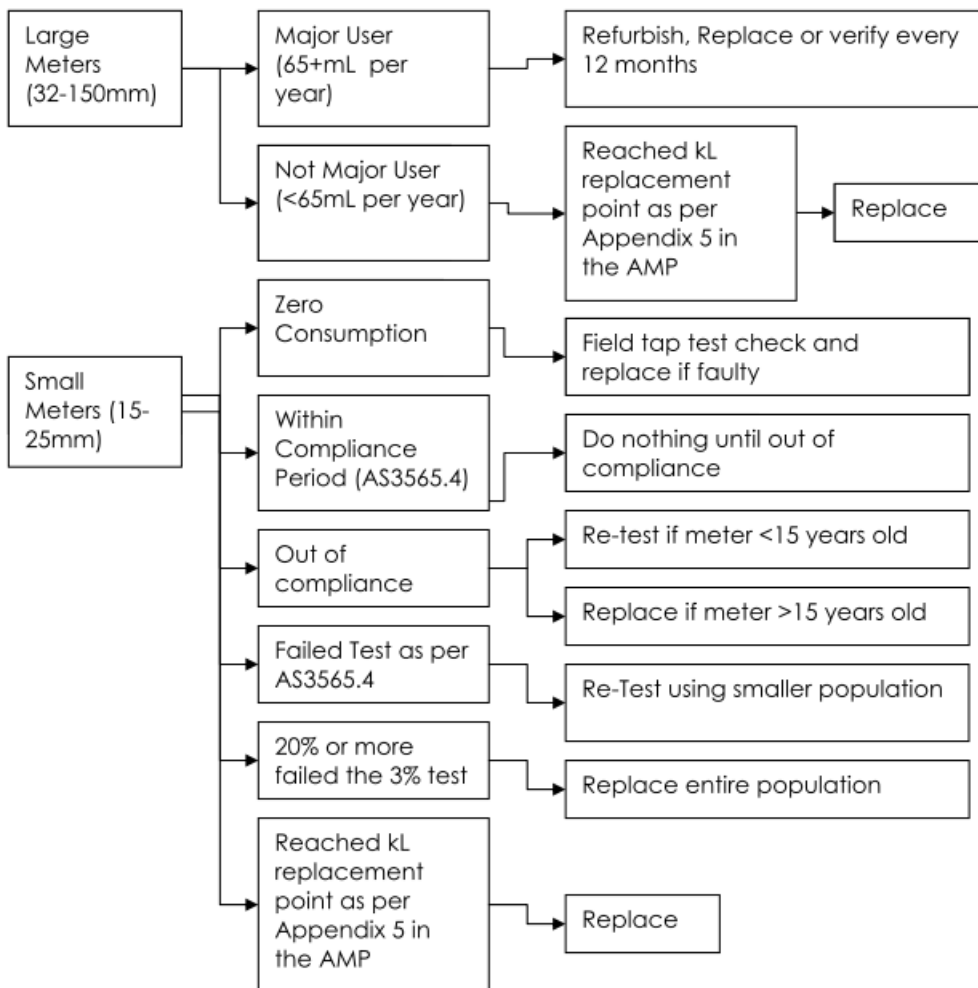 Large
Meters
(32-150mm)
Major User
(65+mL per
year)
Refurbish, Replace or verify every
12 months
Not Major User
(<65mL per year)
Reached kL
replacement
point as per
Appendix 5 in
the AMP
Replace
Small
Meters (15-
25mm)
Zero
Consumption
Field tap test check and
replace if faulty
Within
Compliance
Period (AS3565.4)
Do nothing until out of
compliance
Out of
compliance
Re-test if meter <15 years old
Replace if meter >15 years old
Failed Test as per
AS3565.4
Re-Test using smaller population
20% or more
failed the 3% test
Replace entire population
Reached kL
replacement
point as per
Appendix 5 in
the AMP
Replace